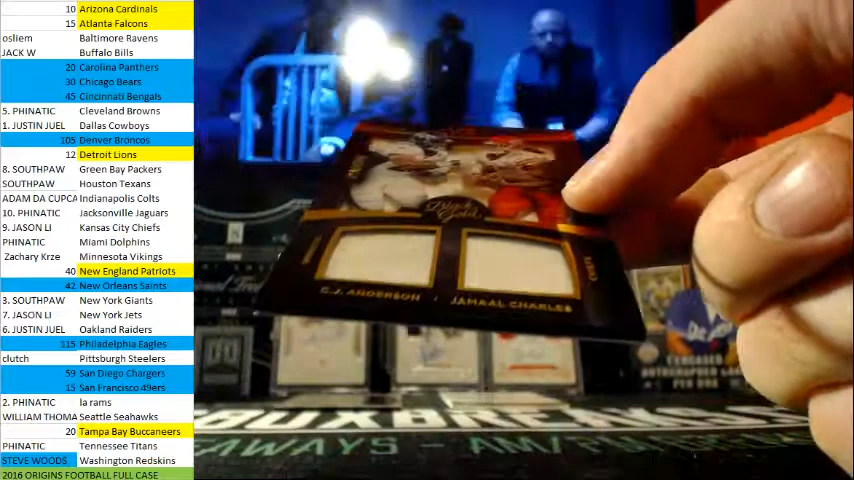 10 Arizona Cardinals
15 Atlanta Falcons
osliem Baltimore Ravens
JACK W Buffalo Bills
20 Carolina Panthers
30 Chicago Bears
45 Cincinnati Bengals
5. PHINATIC Cleveland Browns
1. JUSTIN JUEL Dallas Cowboys
105 Denver Broncos
12 Detroit Lions
8. SOUTHPAW Green Bay Packers
SOUTHPAW Houston Texans
ADAM DA CUPCA Indianapolis Colts
10. PHINATIC Jacksonville Jaguars
9. JASON LI Kansas City Chiefs
PHINATIC Miami Dolphins
Zachary Krze Minnesota Vikings
40 New England Patriots
42 New Orleans Saints
3. SOUTHPAW New York Giants
7. JASON LI New York Jets
6. JUSTIN JUEL Oakland Raiders
115 Philadelphia Eagles
clutch Pittsburgh Steelers
59 San Diego Chargers
15 San Francisco 49ers
2. PHINATIC la rams
WILLIAM THOMA Seattle Seahawks
20 Tampa Bay Buccaneers
PHINATIC Tennessee Titans
STEVE WOODS Washington Redskins
2016 ORIGINS FOOTBALL FULL CASE
Black Gold
C.J. ANDERSON JAMAAL CHARLES
ENCASED
AUTOGRAPHED
PER BOX